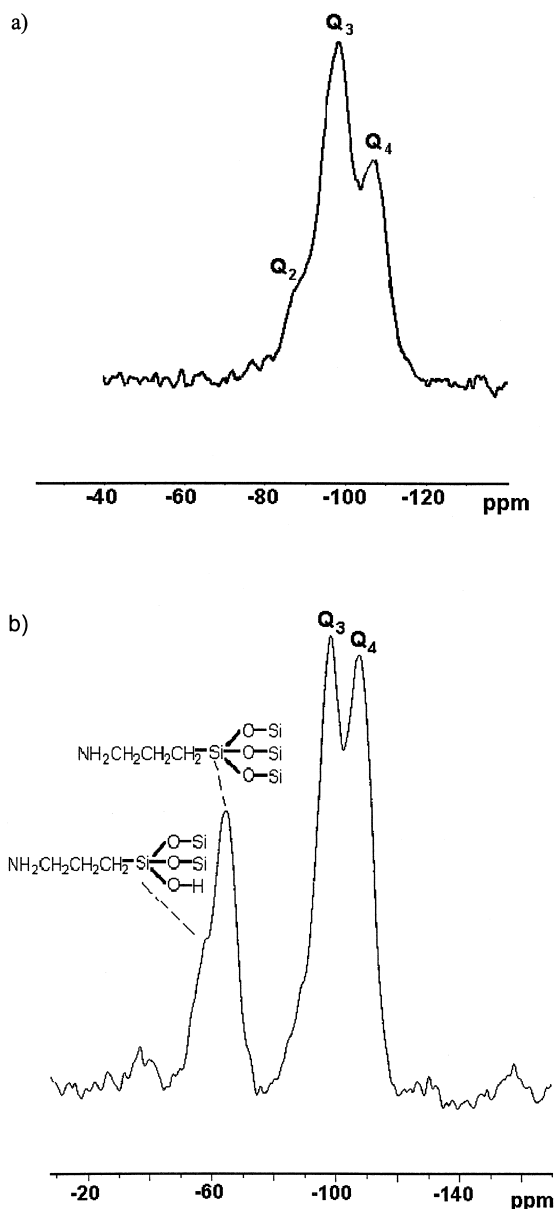 a)
Q3
Q4
Q2
-40 -60 -80 -100 -120 ppm
b)
Q3 Q4
O-Si
NH2CH2CH2CH2-Si-O-Si
O-Si
O-Si
NH2CH2CH2CH2-Si-O-Si
O-H
-20 -60 -100 -140
ppm